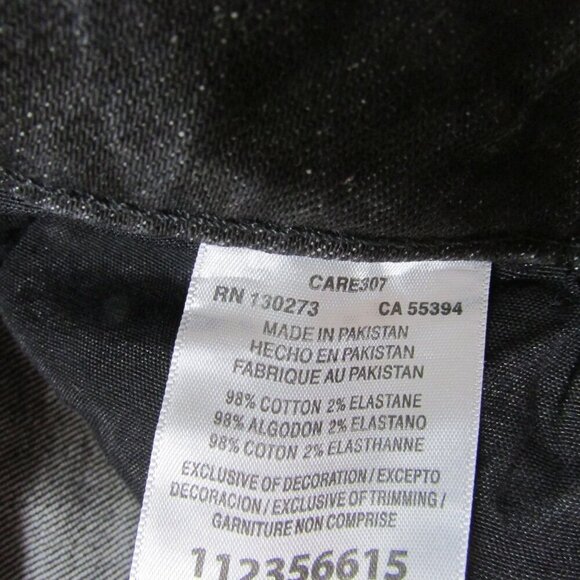 CARE307
RN 130273 CA 55394
MADE IN PAKISTAN
HECHO EN PAKISTAN
FABRIQUE AU PAKISTAN
98% COTTON 2% ELASTANE
98% ALGODON 2% ELASTANO
98% COTON 2% ELASTHANNE
EXCLUSIVE OF DECORATION / EXCEPTO
DECORACION / EXCLUSIVE OF TRIMMING /
GARNITURE NON COMPRISE
112356615